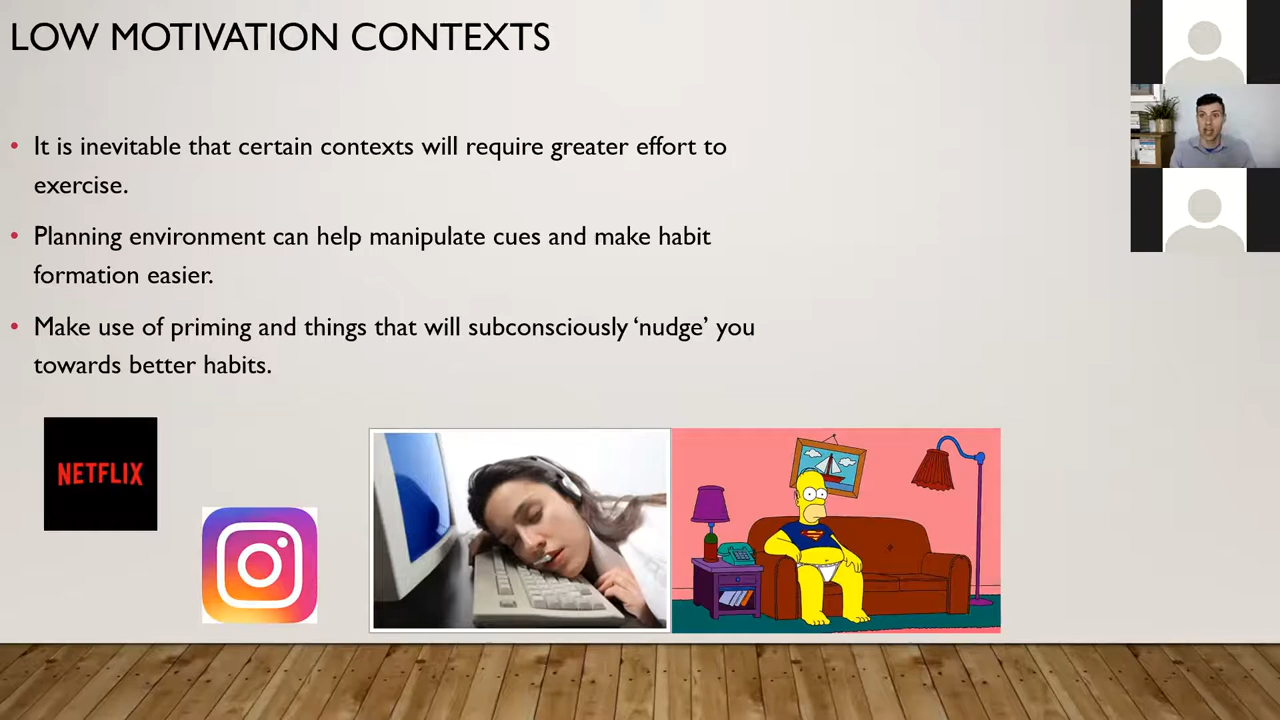 LOW MOTIVATION CONTEXTS
• It is inevitable that certain contexts will require greater effort to
exercise.
• Planning environment can help manipulate cues and make habit
formation easier.
• Make use of priming and things that will subconsciously ‘nudge’ you
towards better habits.
NETFLIX